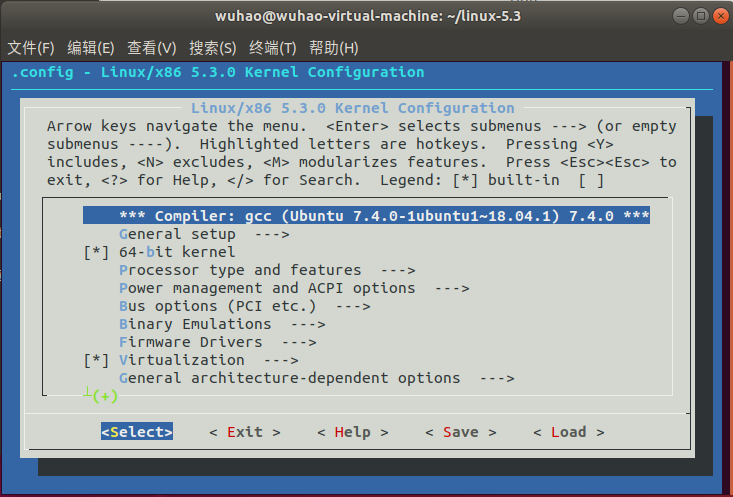 wuhao@wuhao-virtual-machine: ~/linux-5.3
文件(F) 编辑(E) 查看(V) 搜索(S) 终端(T) 帮助(H)
.config - Linux/x86 5.3.0 Kernel Configuration
Linux/x86 5.3.0 Kernel Configuration
Arrow keys navigate the menu.  <Enter> selects submenus ---> (or empty
submenus ----).  Highlighted letters are hotkeys.  Pressing <Y>
includes, <N> excludes, <M> modularizes features.  Press <Esc><Esc> to
exit, <?> for Help, </> for Search.  Legend: [*] built-in  [ ]
*** Compiler: gcc (Ubuntu 7.4.0-1ubuntu1~18.04.1) 7.4.0 ***
General setup  --->
[*] 64-bit kernel
Processor type and features  --->
Power management and ACPI options  --->
Bus options (PCI etc.)  --->
Binary Emulations  --->
Firmware Drivers  --->
[*] Virtualization  --->
General architecture-dependent options  --->
(+)
<Select>    < Exit >    < Help >    < Save >    < Load >